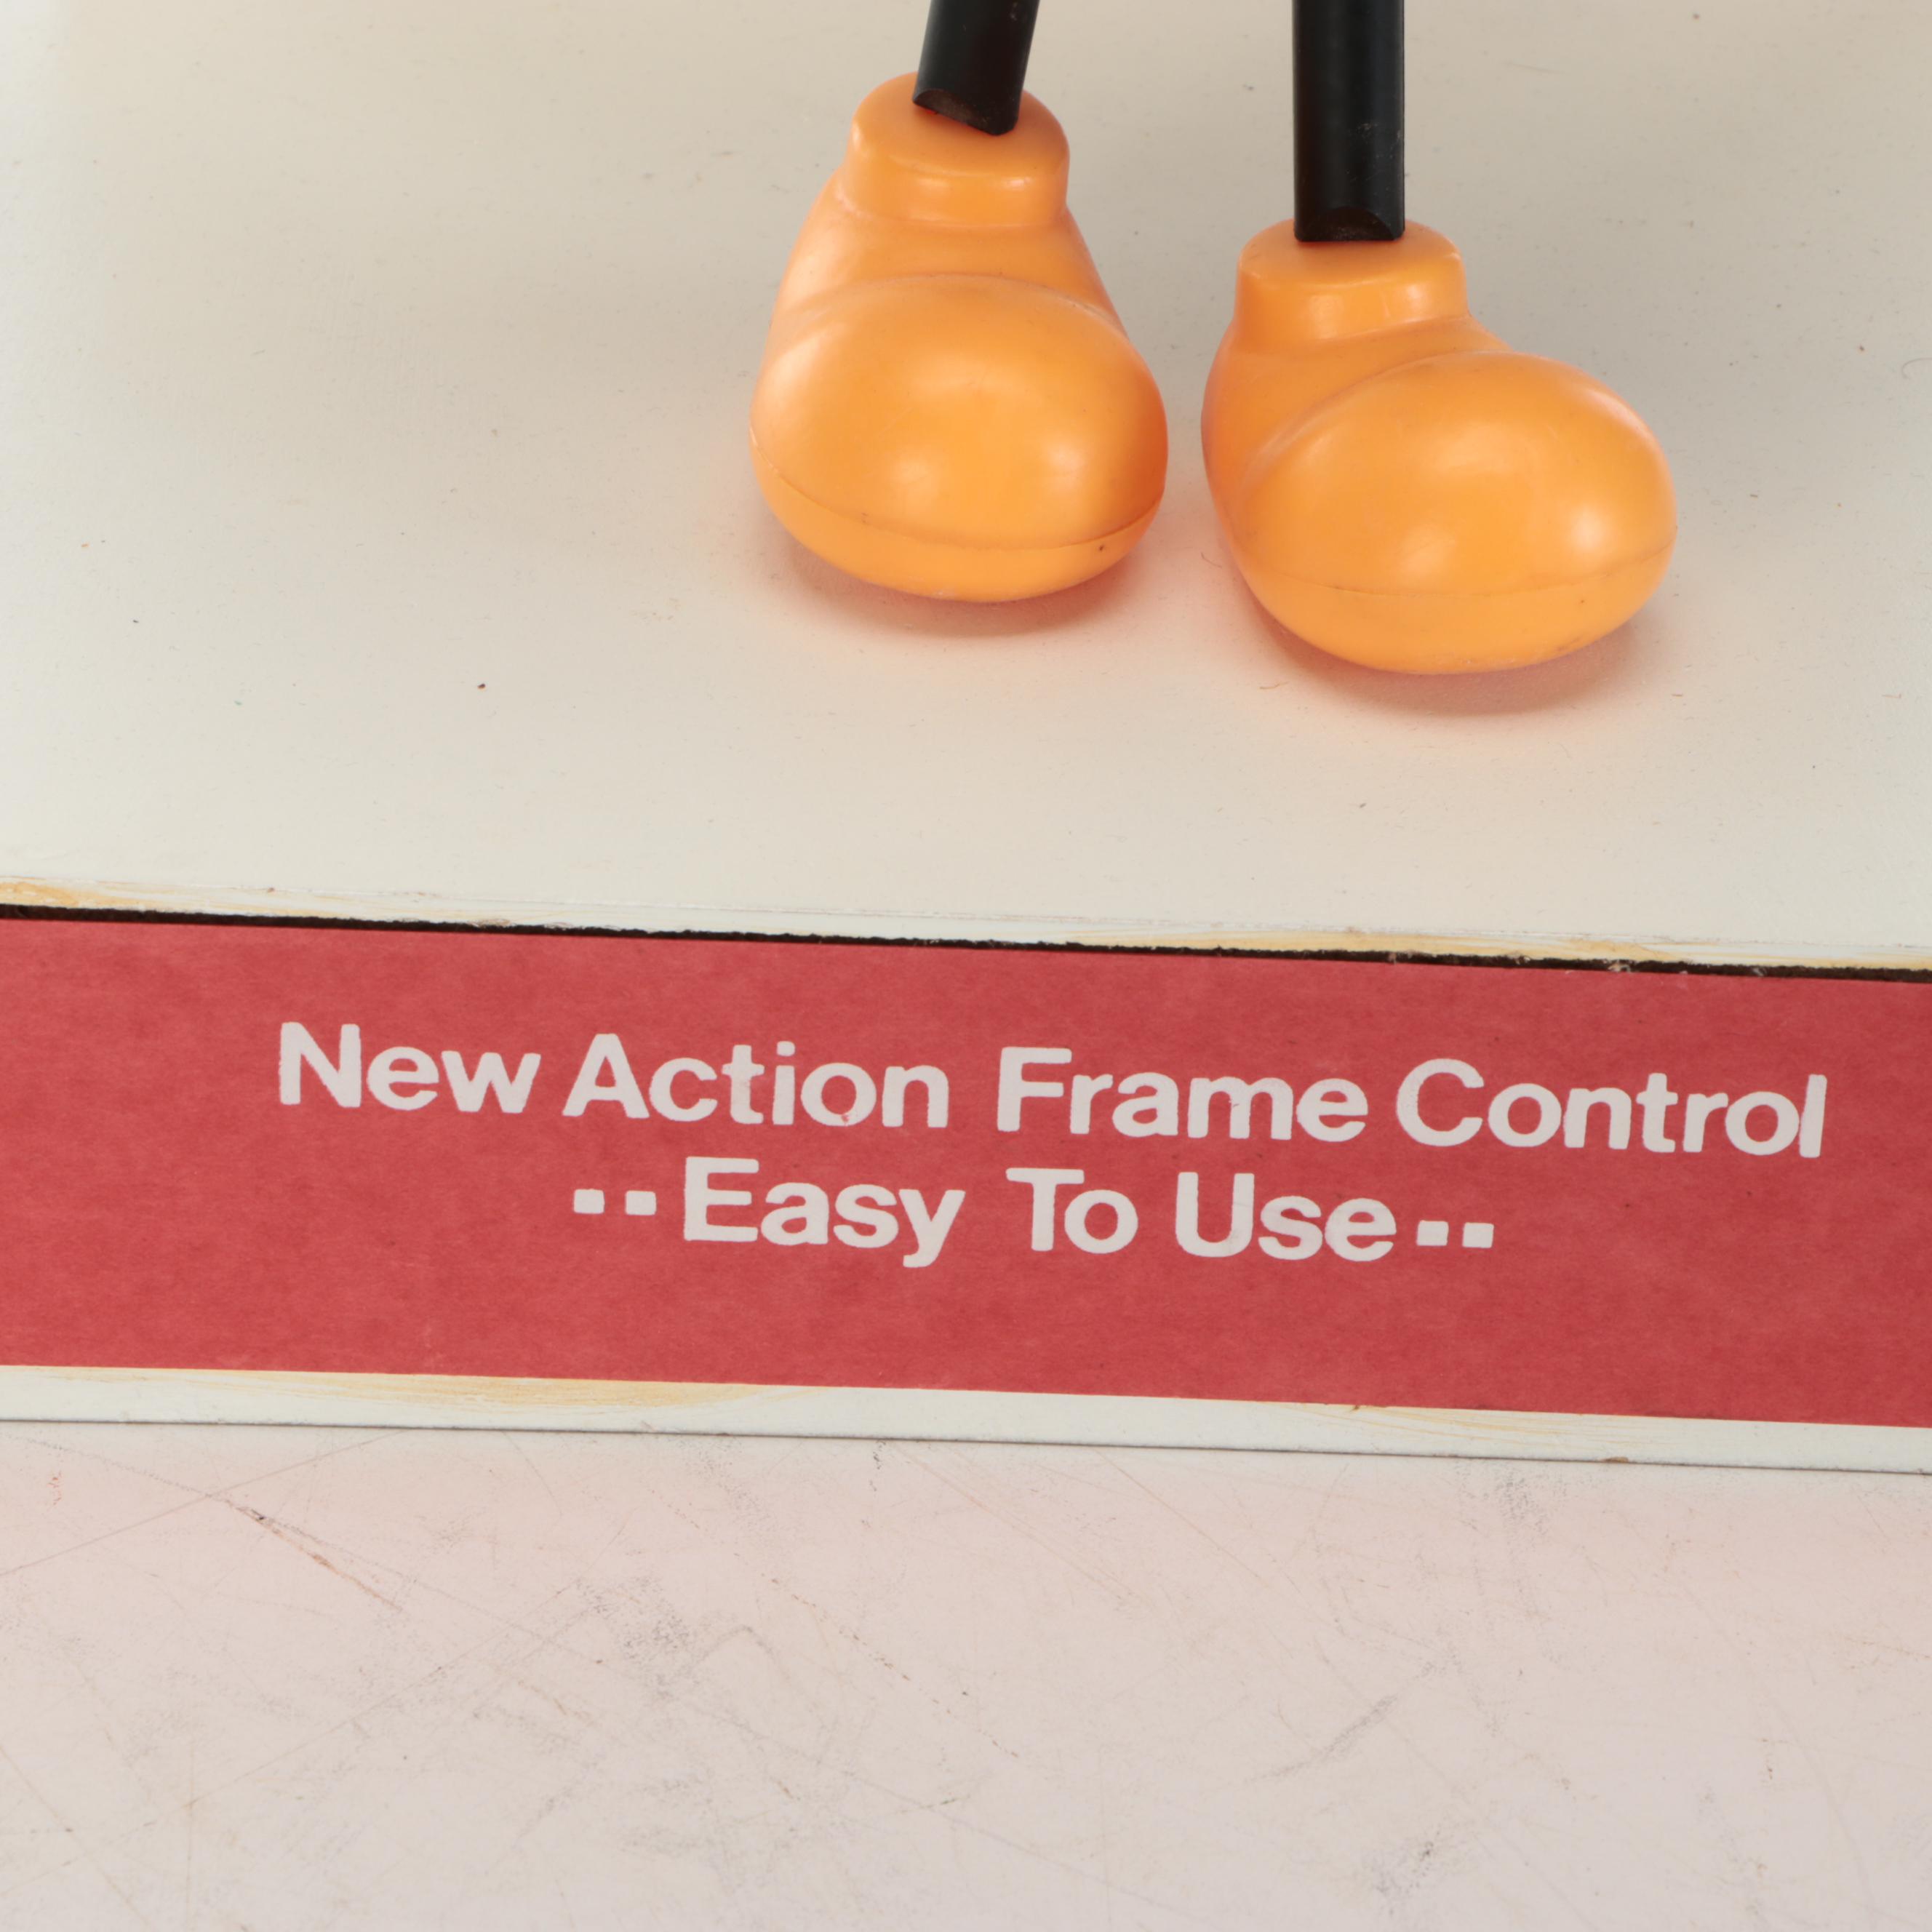 New Action Frame Control
--Easy To Use--